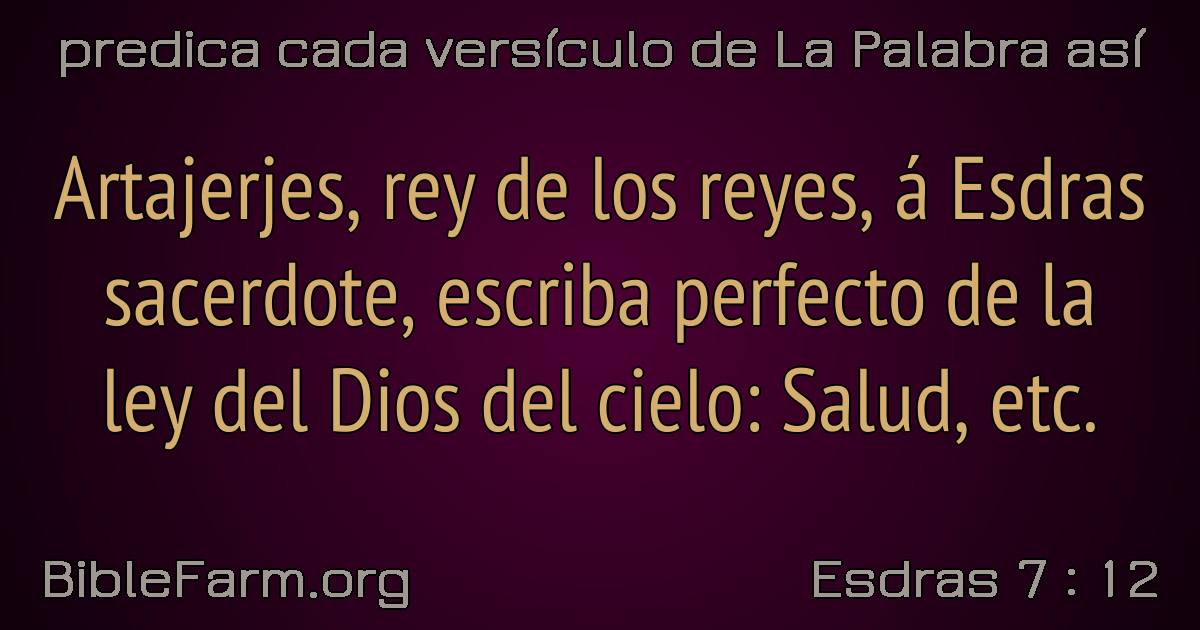 predica cada versículo de La Palabra así
Artajerjes, rey de los reyes, á Esdras
sacerdote, escriba perfecto de la
ley del Dios del cielo: Salud, etc.
BibleFarm.org
Esdras 7 : 12